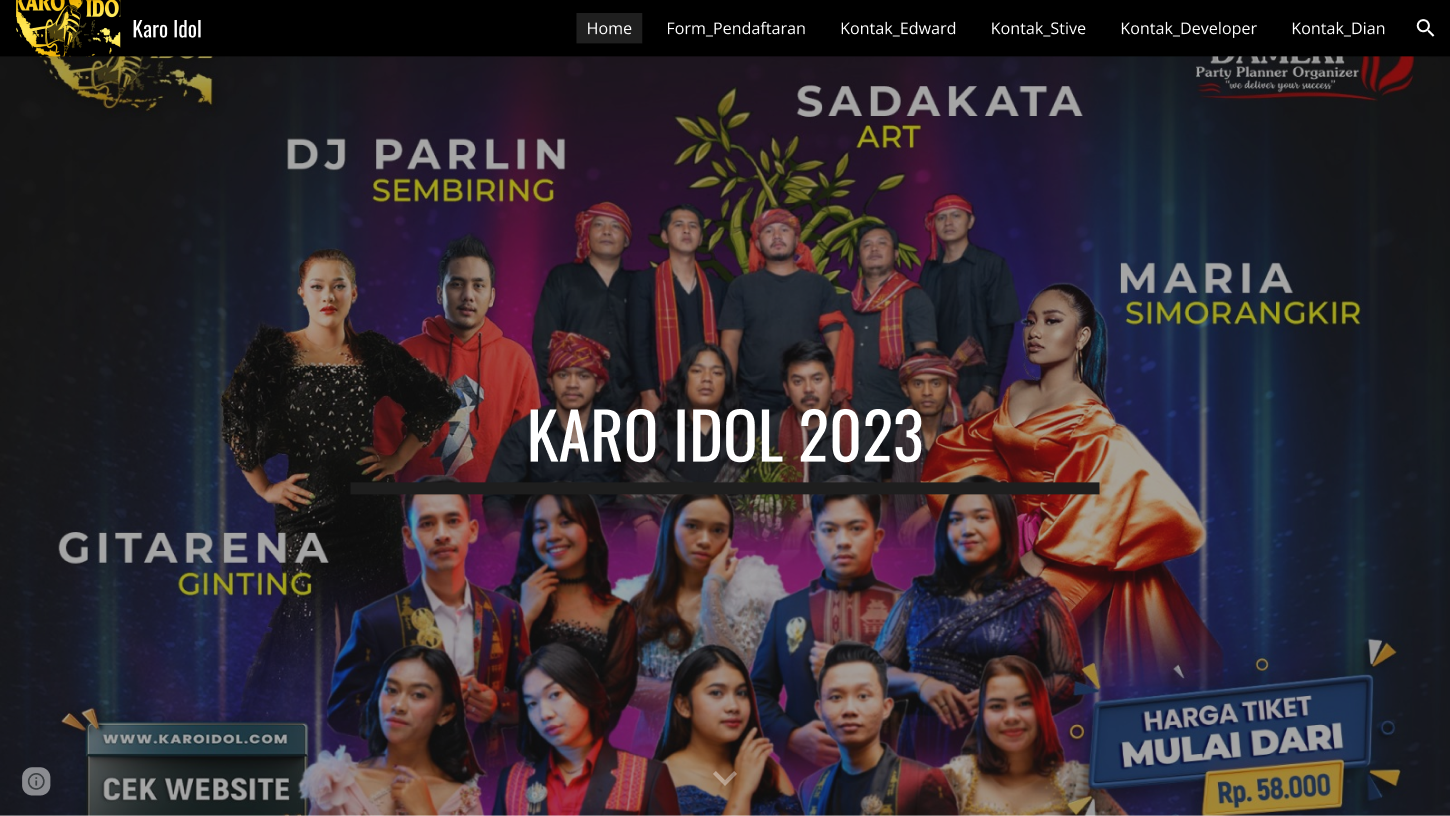 KARO IDOL
Karo Idol
Home
Form_Pendaftaran
Kontak_Edward
Kontak_Stive
Kontak_Developer
Kontak_Dian
Party Planner Organizer
"we deliver your success"
SADAKATA
ART
DJ PARLIN
SEMBIRING
MARIA
SIMORANGKIR
KARO IDOL 2023
GITARENA
GINTING
WWW.KAROIDOL.COM
CEK WEBSITE
HARGA TIKET
MULAI DARI
Rp. 58.000